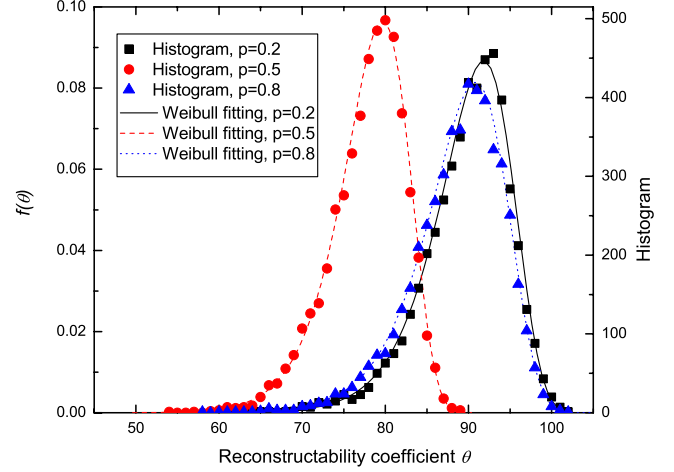 0.10
0.08
0.06
0.04
0.02
0.00
f(θ)
Histogram, p=0.2
Histogram, p=0.5
Histogram, p=0.8
Weibull fitting, p=0.2
Weibull fitting, p=0.5
Weibull fitting, p=0.8
500
400
300
200
100
0
Histogram
50 60 70 80 90 100
Reconstructability coefficient θ